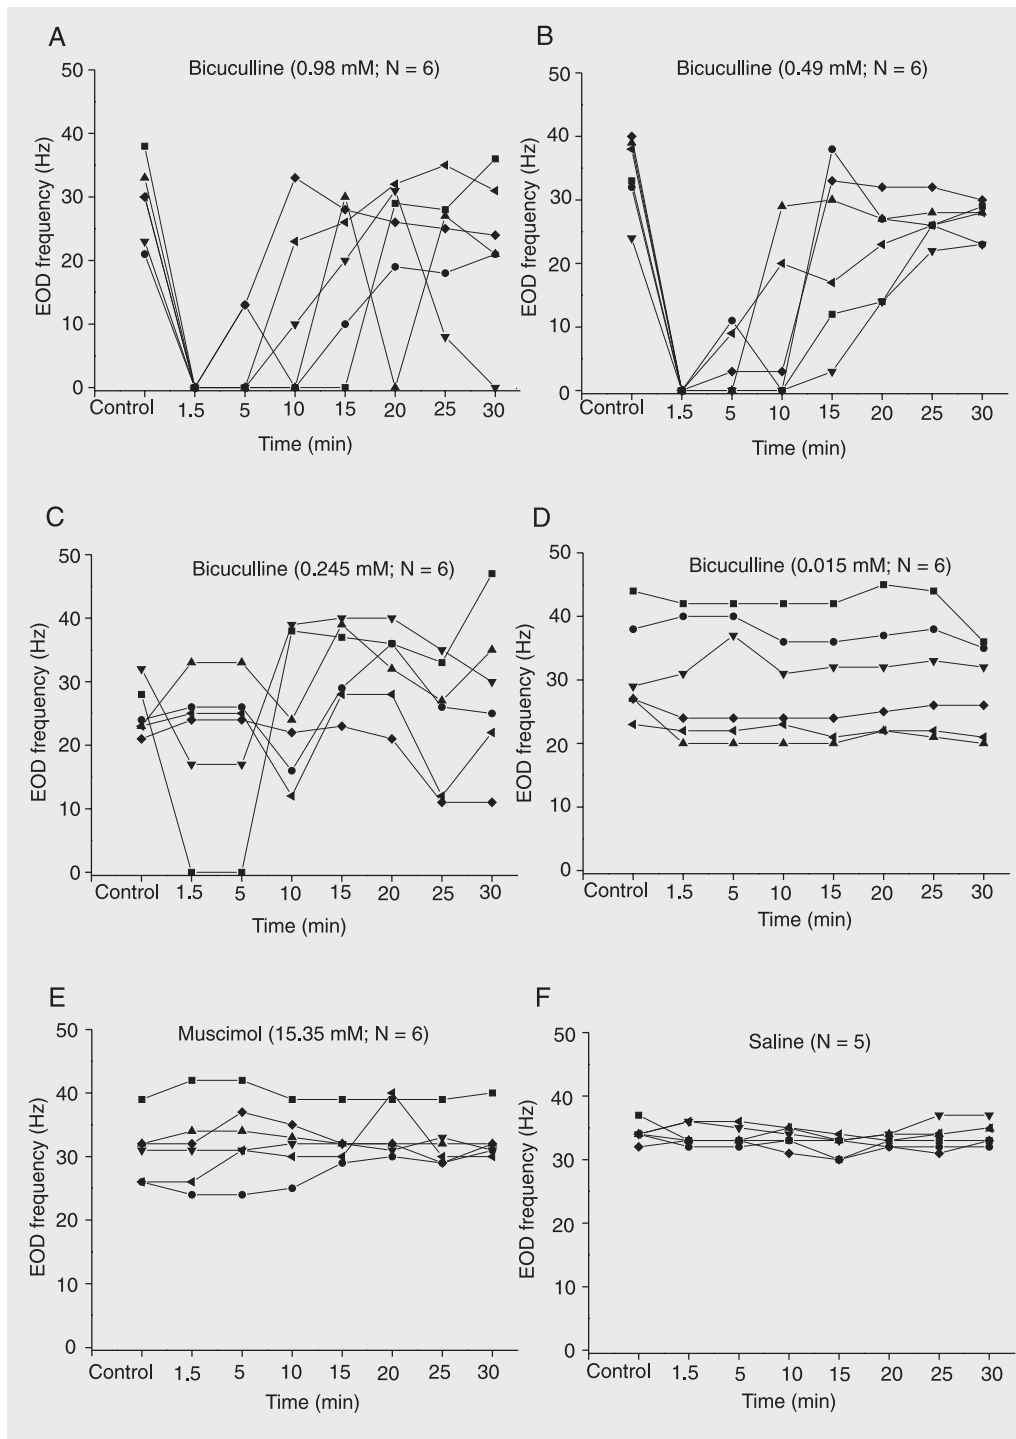 A
Bicuculline (0.98 mM; N = 6)
EOD frequency (Hz)
50
40
30
20
10
0
Control 1.5 5 10 15 20 25 30
Time (min)
B
Bicuculline (0.49 mM; N = 6)
EOD frequency (Hz)
50
40
30
20
10
0
Control 1.5 5 10 15 20 25 30
Time (min)
C
Bicuculline (0.245 mM; N = 6)
EOD frequency (Hz)
50
40
30
20
10
0
Control 1.5 5 10 15 20 25 30
Time (min)
D
Bicuculline (0.015 mM; N = 6)
EOD frequency (Hz)
50
40
30
20
10
0
Control 1.5 5 10 15 20 25 30
Time (min)
E
Muscimol (15.35 mM; N = 6)
EOD frequency (Hz)
50
40
30
20
10
0
Control 1.5 5 10 15 20 25 30
Time (min)
F
Saline (N = 5)
EOD frequency (Hz)
50
40
30
20
10
0
Control 1.5 5 10 15 20 25 30
Time (min)